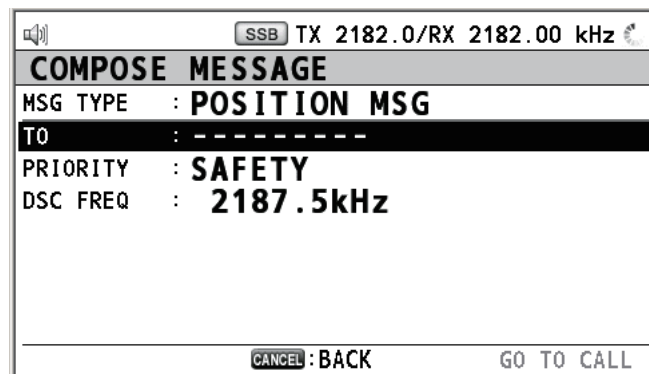 SSB TX 2182.0/RX 2182.00 kHz
COMPOSE MESSAGE
MSG TYPE : POSITION MSG
TO : ---------
PRIORITY : SAFETY
DSC FREQ : 2187.5kHz
CANCEL : BACK GO TO CALL